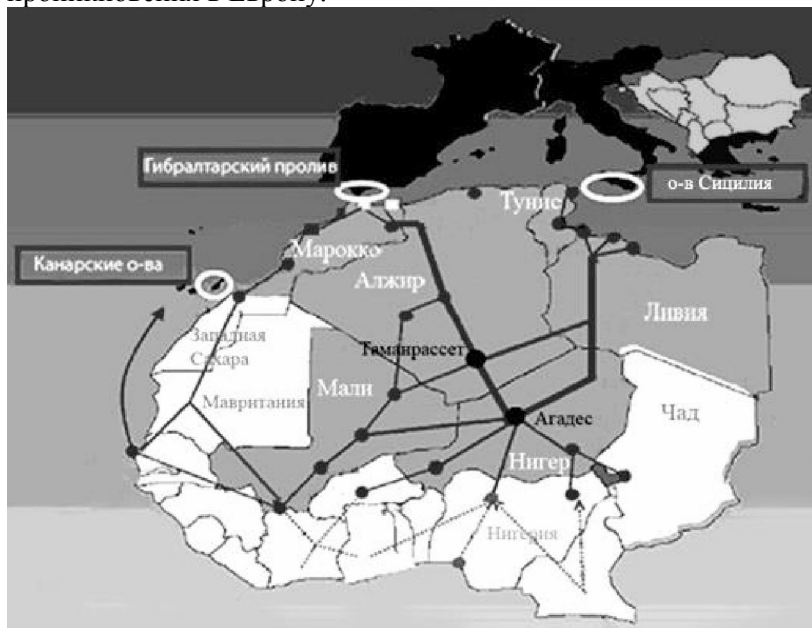 проникновения в Европу.
Гибралтарский пролив
о-в Сицилия
Тунис
Канарские о-ва
Марокко
Алжир
Ливия
Западная
Сахара
Таманрассет
Мали
Мавритания
Агадес
Чад
Нигер
Нигерия